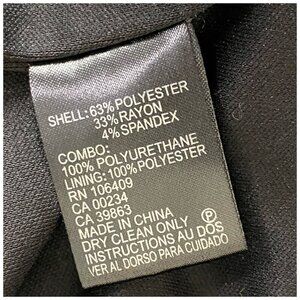 SHELL: 63% POLYESTER
33% RAYON
4% SPANDEX
COMBO:
100% POLYURETHANE
LINING: 100% POLYESTER
RN 106409
CA 00234
CA 39863
MADE IN CHINA
DRY CLEAN ONLY P
INSTRUCTIONS AU DOS
VER AL DORSO PARA CUIDADO